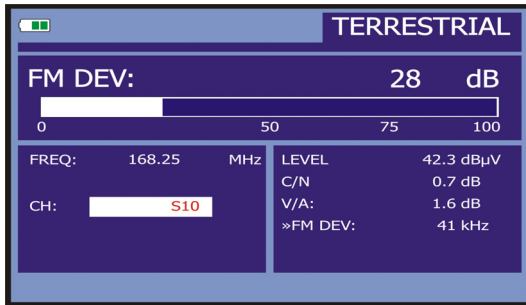 TERRESTRIAL
FM DEV: 28 dB
0 50 75 100
FREQ: 168.25 MHz
CH: S10
LEVEL 42.3 dBµV
C/N 0.7 dB
V/A: 1.6 dB
»FM DEV: 41 kHz